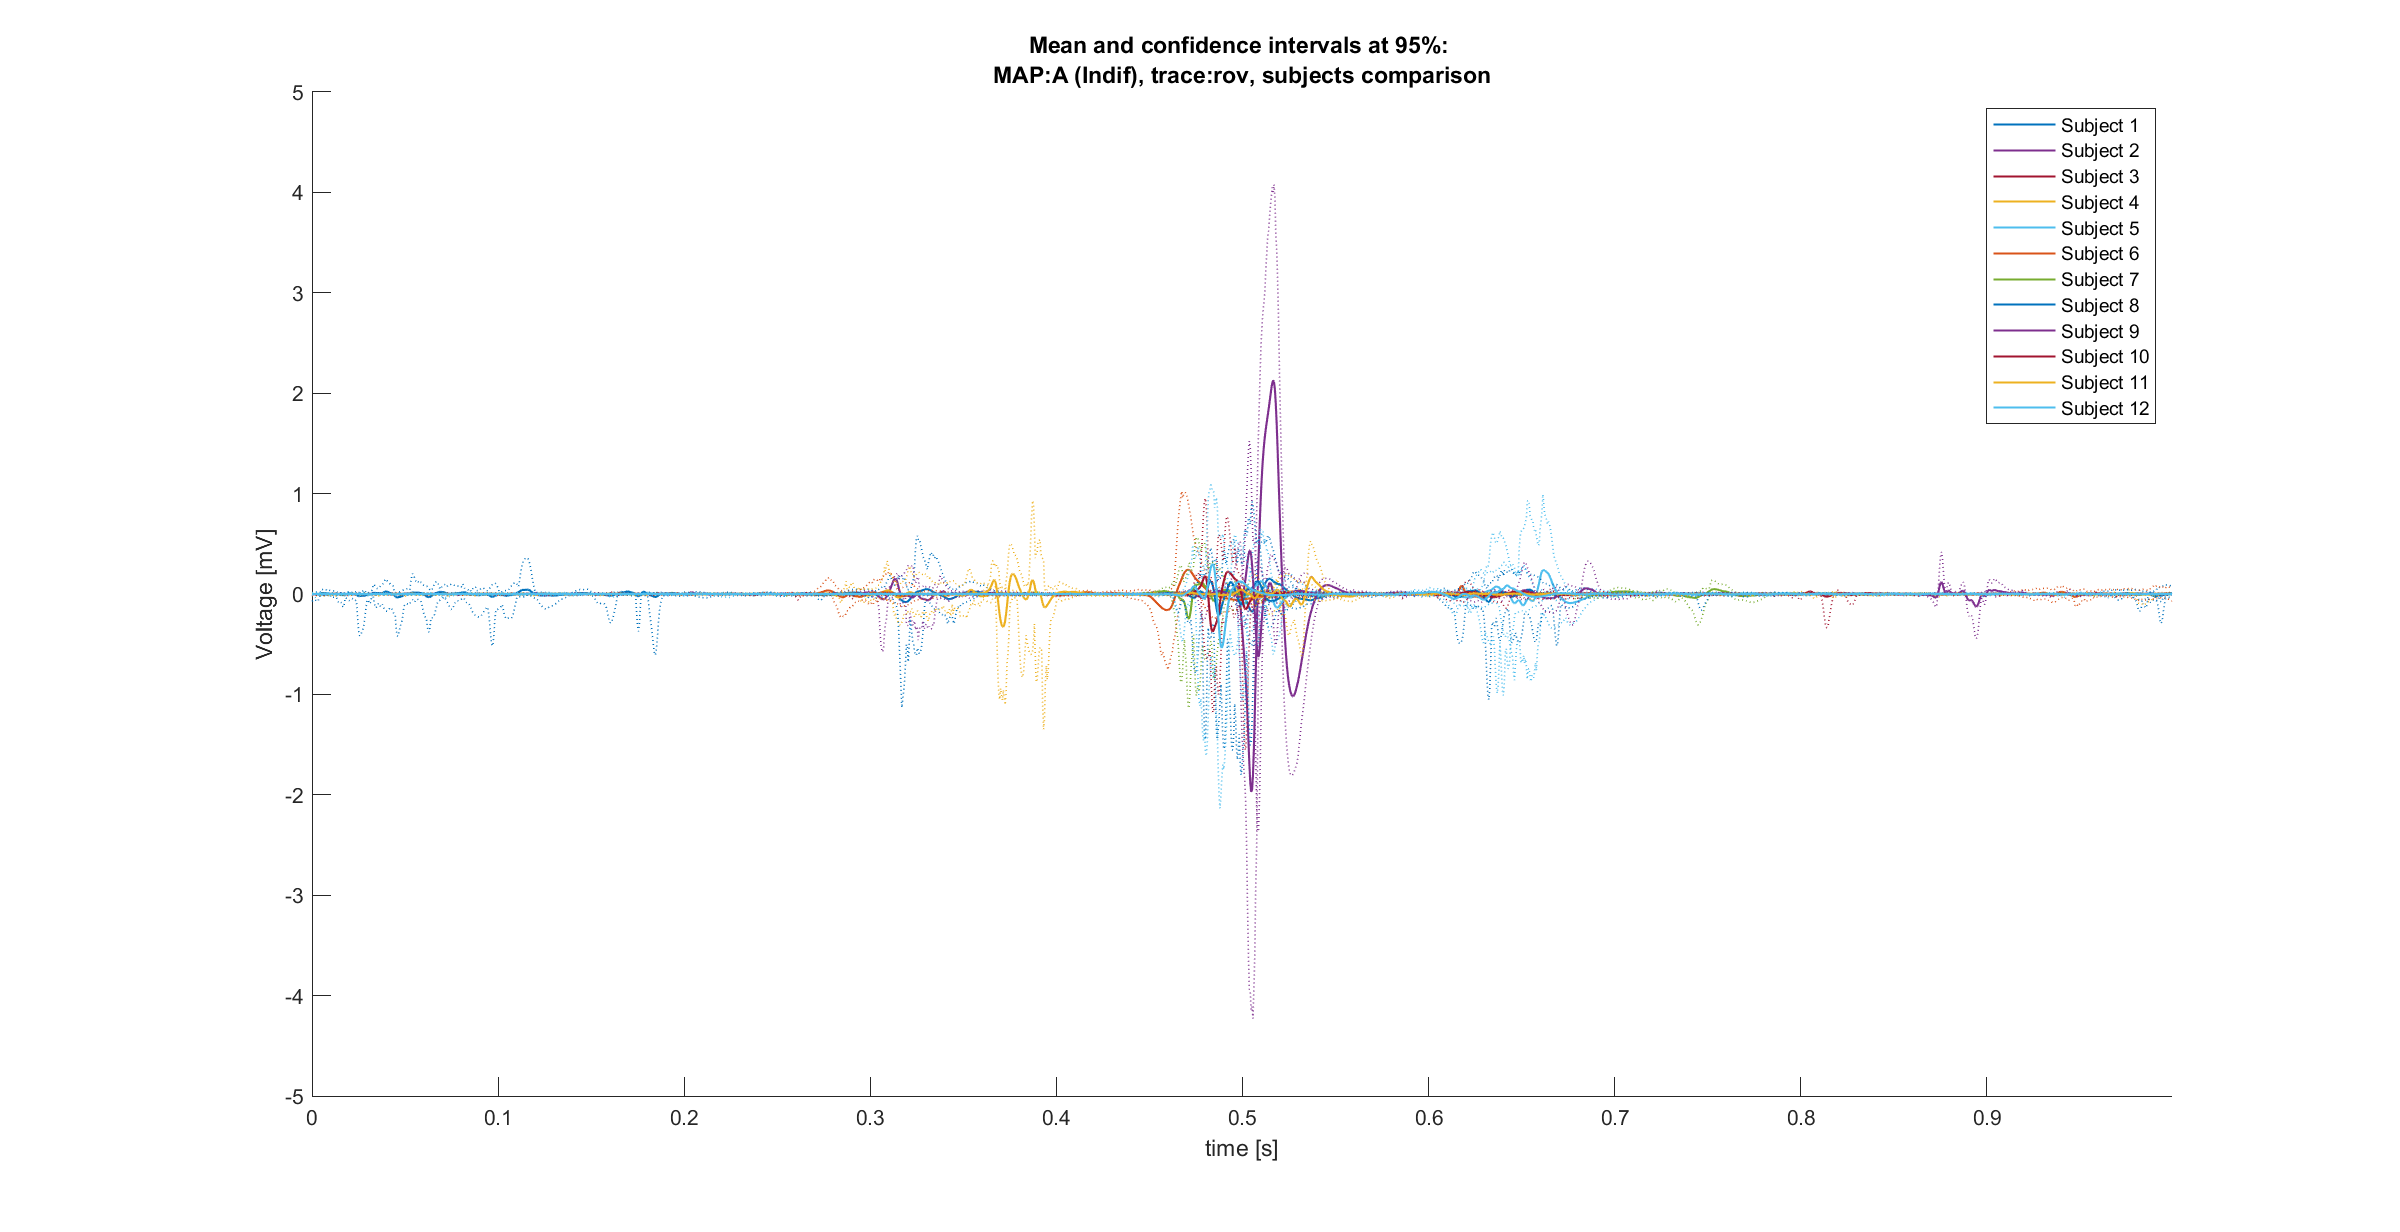 Mean and confidence intervals at 95%:
MAP:A (Indif), trace:rov, subjects comparison
5
4
3
2
1
0
-1
-2
-3
-4
-5
Voltage [mV]
0
0.1
0.2
0.3
0.4
0.5
0.6
0.7
0.8
0.9
time [s]
Subject 1
Subject 2
Subject 3
Subject 4
Subject 5
Subject 6
Subject 7
Subject 8
Subject 9
Subject 10
Subject 11
Subject 12